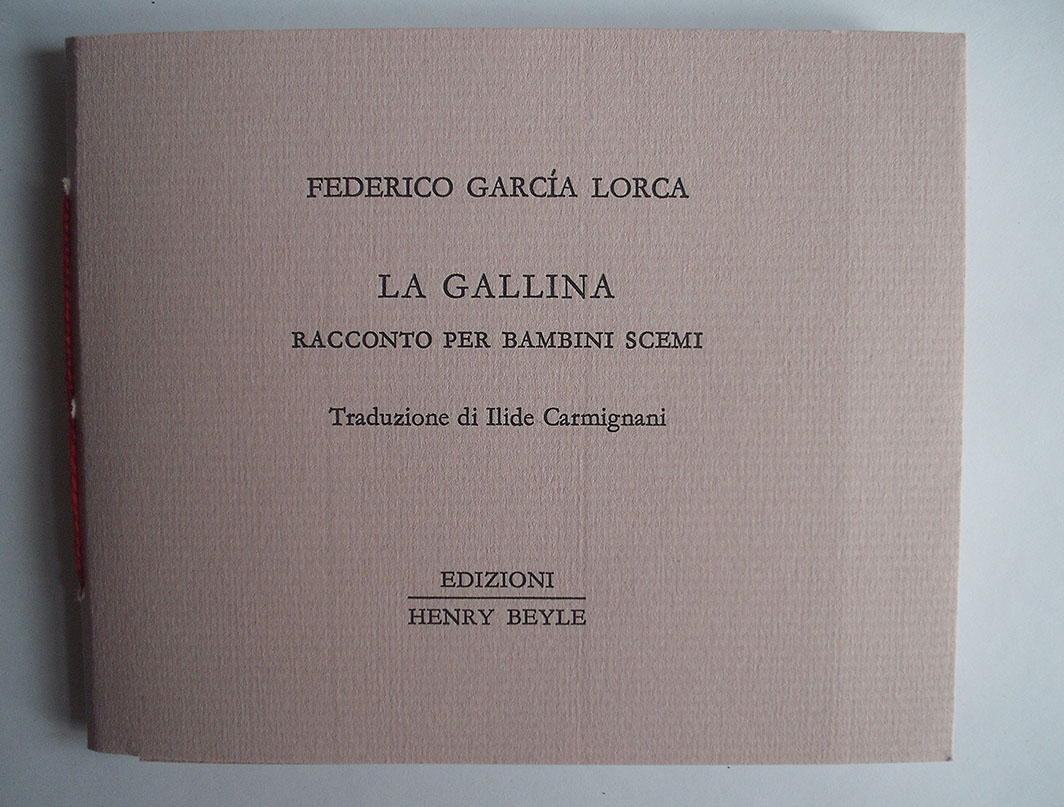 FEDERICO GARCÍA LORCA
LA GALLINA
RACCONTO PER BAMBINI SCEMI
Traduzione di Ilide Carmignani
EDIZIONI
HENRY BEYLE